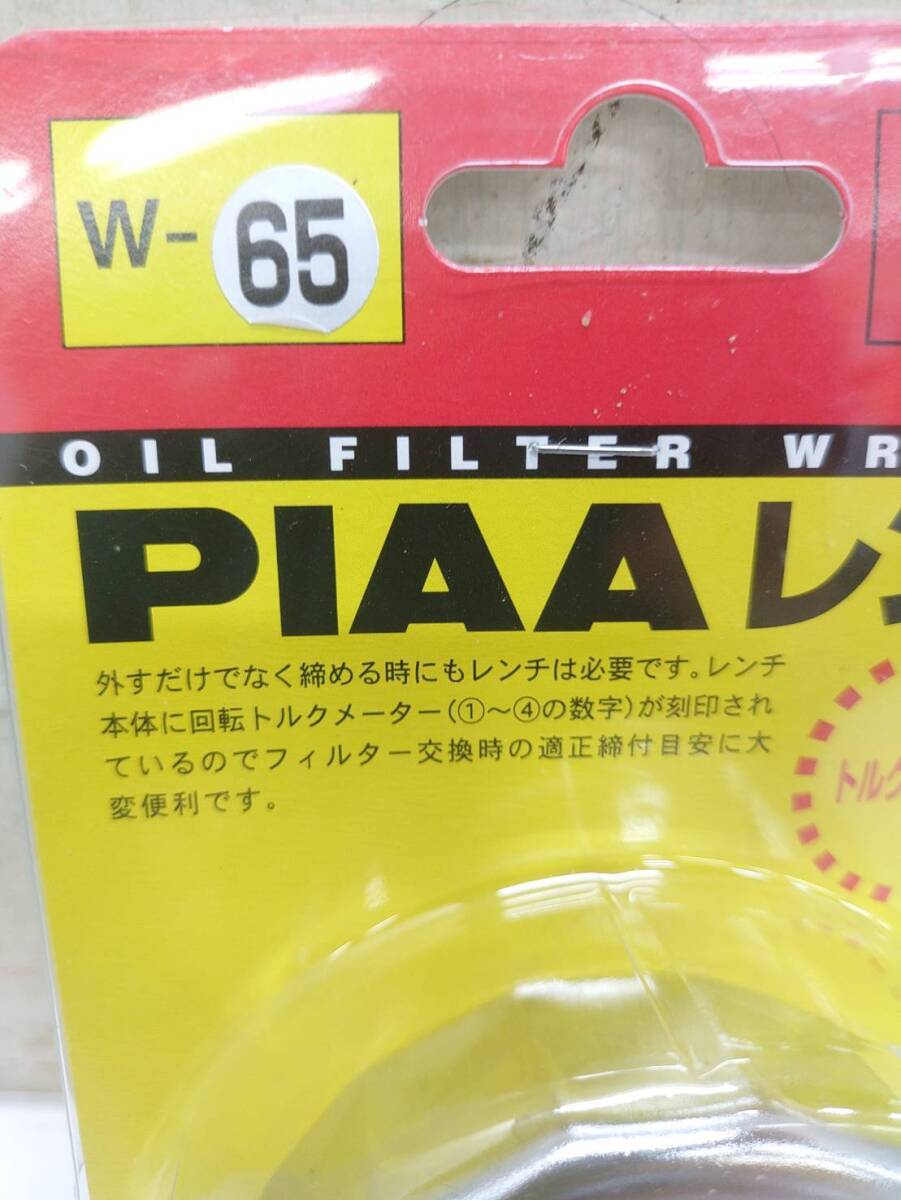 W-65
OIL FILTER WR
PIAAレン
外すだけでなく締める時にもレンチは必要です。レンチ
本体に回転トルクメーター(①〜④の数字)が刻印され
ているのでフィルター交換時の適正締付目安に大
変便利です。
トルク